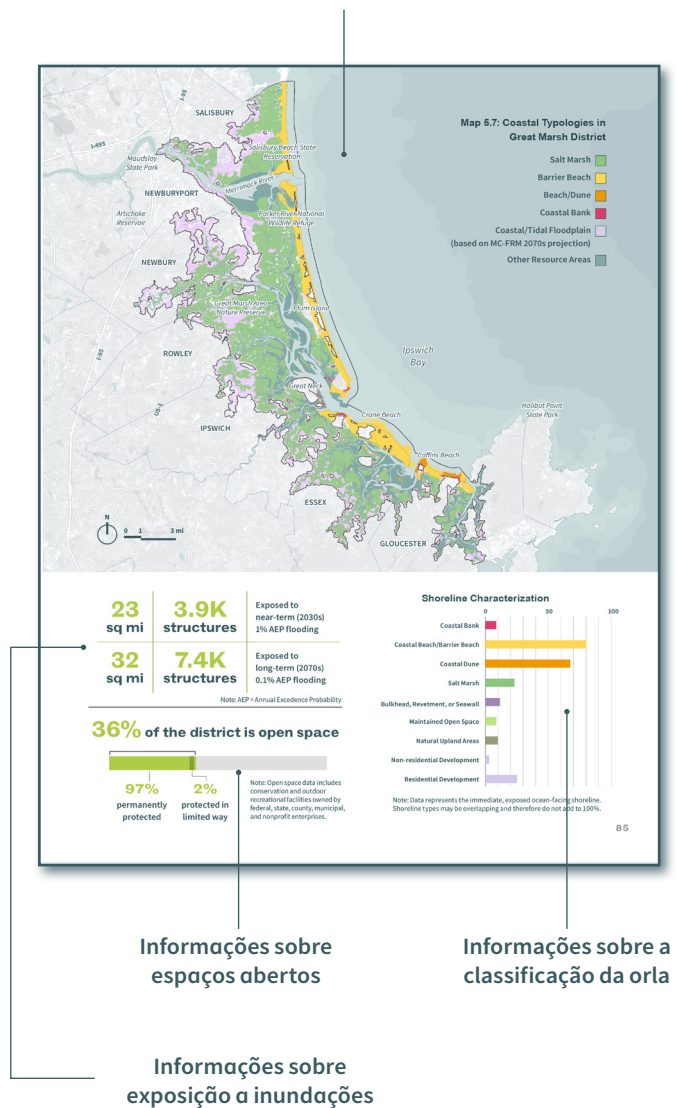 I-95
SALISBURY
I-495
Salisbury Beach State
Reservation
Maudslay
State Park
Merrimack River
NEWBURYPORT
Artichoke
Reservoir
Parker River National
Wildlife Refuge
NEWBURY
Great Marsh Area
Nature Preserve
Plum Island
I-95
ROWLEY
Ipswich
Bay
Great Neck
US-1
Halibut Point
State Park
Crane Beach
IPSWICH
Coffins Beach
ESSEX
GLOUCESTER
N
0 1 3 mi
Map 5.7: Coastal Typologies in
Great Marsh District
Salt Marsh
Barrier Beach
Beach/Dune
Coastal Bank
Coastal/Tidal Floodplain
(based on MC-FRM 2070s projection)
Other Resource Areas
23
sq mi
3.9K
structures
Exposed to
near-term (2030s)
1% AEP flooding
32
sq mi
7.4K
structures
Exposed to
long-term (2070s)
0.1% AEP flooding
Note: AEP = Annual Excedence Probability
36% of the district is open space
97%
permanently
protected
2%
protected in
limited way
Note: Open space data includes
conservation and outdoor
recreational facilities owned by
federal, state, county, municipal,
and nonprofit enterprises.
Shoreline Characterization
0 50 100
Coastal Bank
Coastal Beach/Barrier Beach
Coastal Dune
Salt Marsh
Bulkhead, Revetment, or Seawall
Maintained Open Space
Natural Upland Areas
Non-residential Development
Residential Development
Note: Data represents the immediate, exposed ocean-facing shoreline.
Shoreline types may be overlapping and therefore do not add to 100%.
85
Informações sobre
espaços abertos
Informações sobre a
classificação da orla
Informações sobre
exposição a inundações